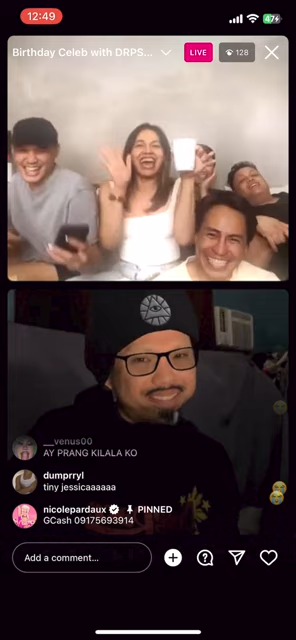 12:49
47
Birthday Celeb with DRPS...
LIVE
128
__venus00
AY PRANG KILALA KO
dumprryl
tiny jessicaaaaaa
nicolepardaux PINNED
GCash 09175693914
Add a comment...